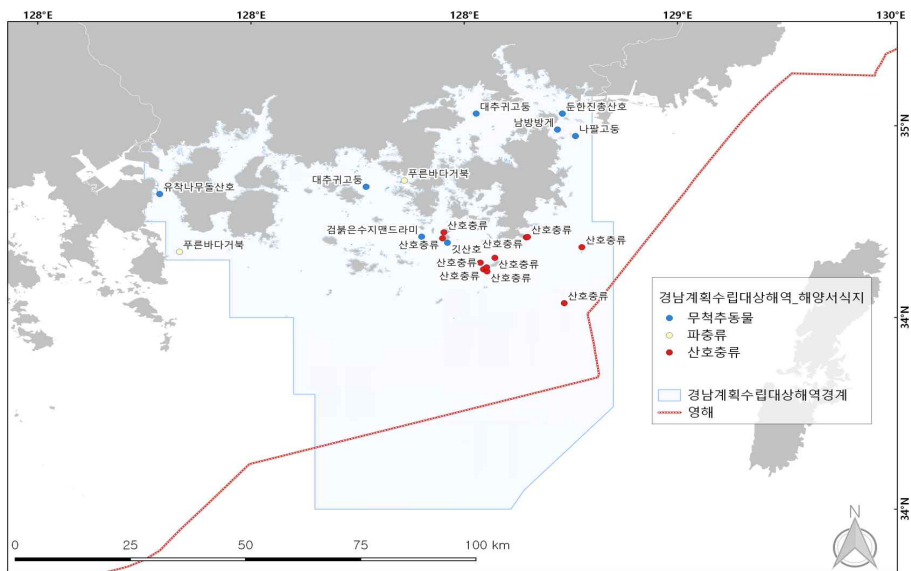 128°E 128°E 128°E 129°E 130°E
대추귀고둥
둔한진총산호
남방방게
나팔고둥
35°N
35°N
푸른바다거북
대추귀고둥
유착나무돌산호
산호충류
검붉은수지맨드라미
산호충류
산호충류
깃산호
산호충류
산호충류
푸른바다거북
산호충류
산호충류
산호충류
산호충류
산호충류
경남계획수립대상해역_해양서식지
무척추동물
파충류
산호충류
경남계획수립대상해역경계
영해
34°N
34°N
34°N
34°N
N
0 25 50 75 100 km